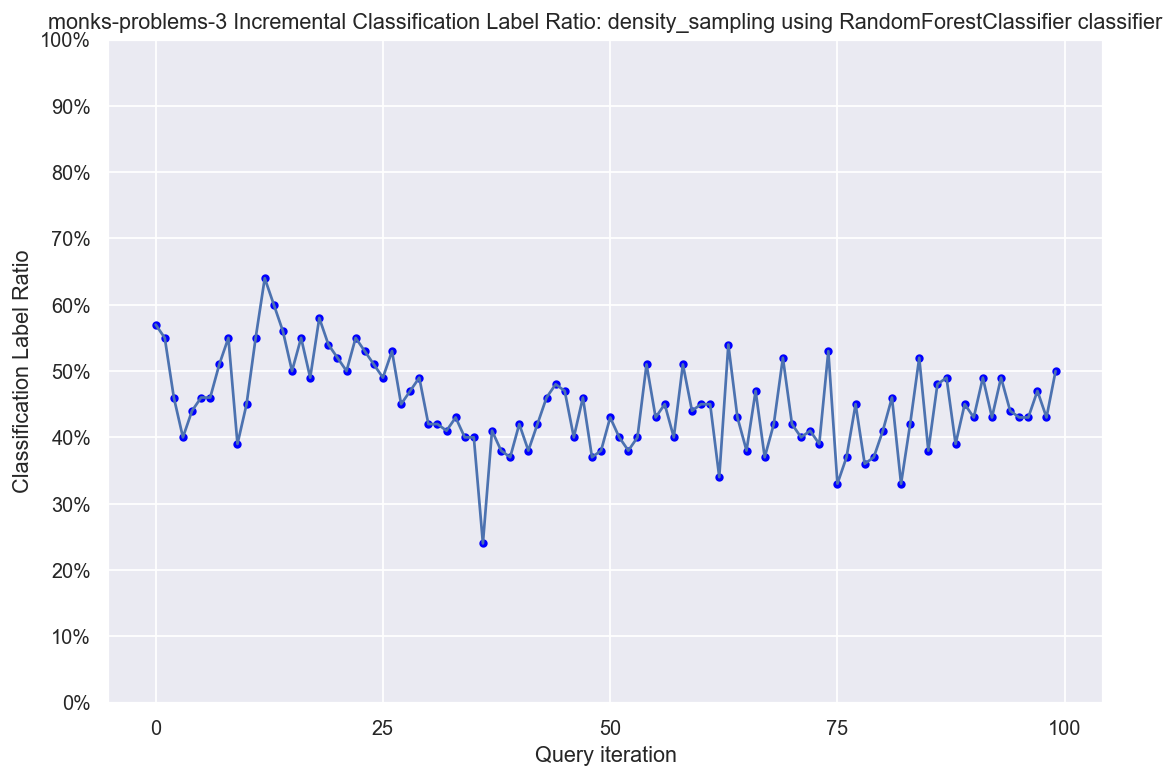 monks-problems-3 Incremental Classification Label Ratio: density_sampling using RandomForestClassifier classifier
100%
90%
80%
70%
60%
50%
40%
30%
20%
10%
0%
Classification Label Ratio
0 25 50 75 100
Query iteration